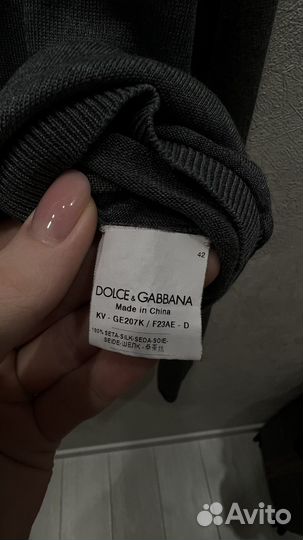 42
DOLCE & GABBANA
Made in China
KV - GE207K / F23AE - D
100% SETA-SILK-SEDA-SOIE-
SEIDE-ШЕЛК-
Avito